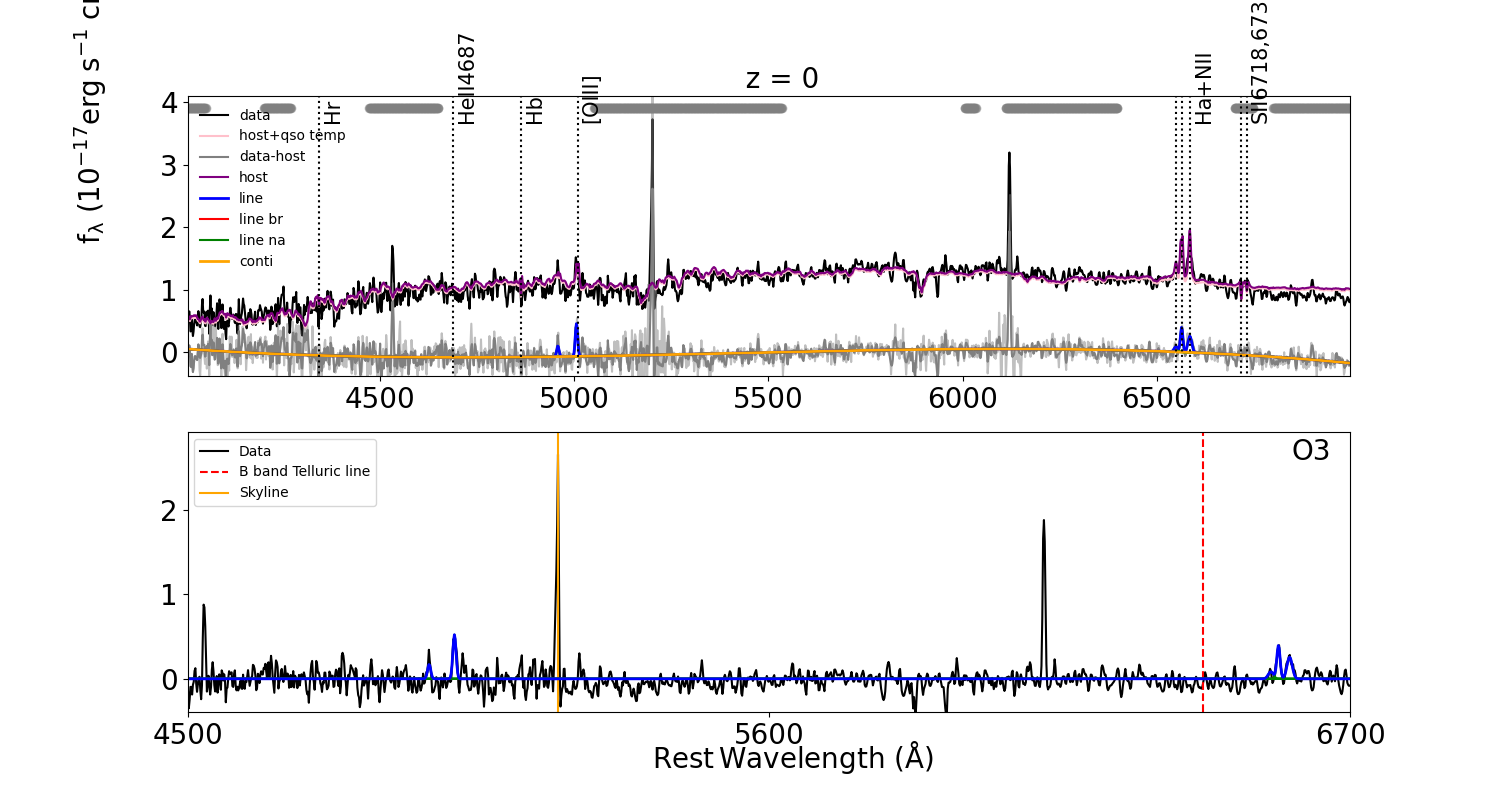 z = 0
f_λ (10^−17 erg s^−1 c
Hr
HeII4687
Hb
[OIII]
Ha+NII
SII6718,673
4
3
2
1
0
data
host+qso temp
data-host
host
line
line br
line na
conti
4500 5000 5500 6000 6500
O3
Data
B band Telluric line
Skyline
2
1
0
4500 5600 6700
Rest Wavelength (Å)